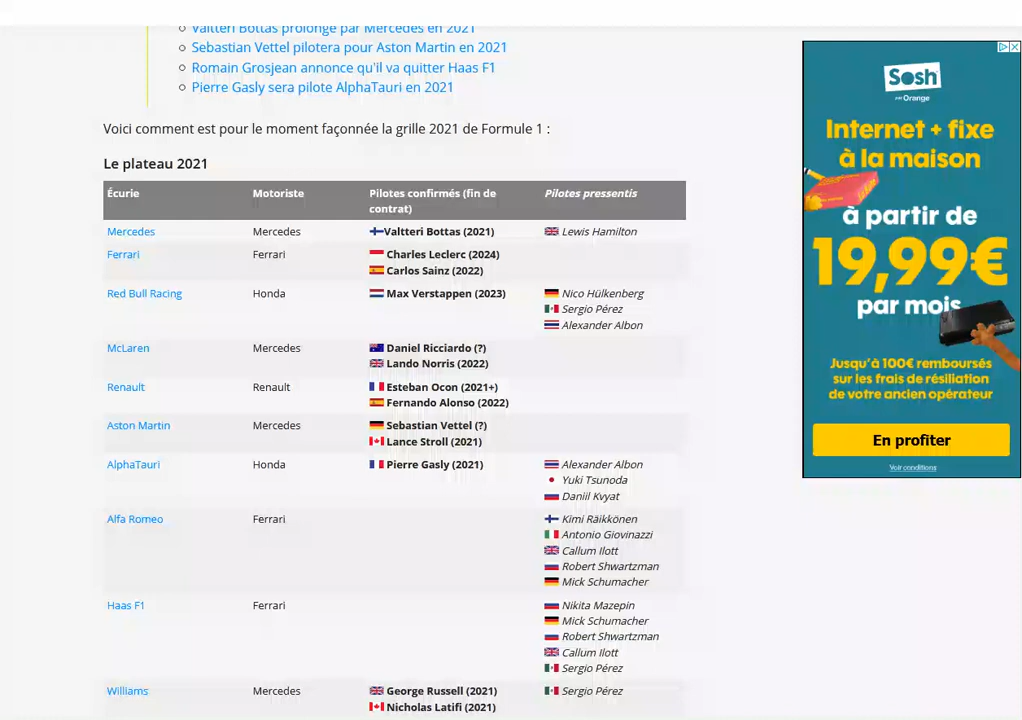 Valtteri Bottas prolongé par Mercedes en 2021
Sebastian Vettel pilotera pour Aston Martin en 2021
Romain Grosjean annonce qu'il va quitter Haas F1
Pierre Gasly sera pilote AlphaTauri en 2021
Voici comment est pour le moment façonnée la grille 2021 de Formule 1 :
Le plateau 2021
Écurie Motoriste Pilotes confirmés (fin de contrat) Pilotes pressentis
Mercedes Mercedes Valtteri Bottas (2021) Lewis Hamilton
Ferrari Ferrari Charles Leclerc (2024)
Carlos Sainz (2022)
Red Bull Racing Honda Max Verstappen (2023) Nico Hülkenberg
Sergio Pérez
Alexander Albon
McLaren Mercedes Daniel Ricciardo (?)
Lando Norris (2022)
Renault Renault Esteban Ocon (2021+)
Fernando Alonso (2022)
Aston Martin Mercedes Sebastian Vettel (?)
Lance Stroll (2021)
AlphaTauri Honda Pierre Gasly (2021) Alexander Albon
Yuki Tsunoda
Daniil Kvyat
Alfa Romeo Ferrari Kimi Räikkönen
Antonio Giovinazzi
Callum Ilott
Robert Shwartzman
Mick Schumacher
Haas F1 Ferrari Nikita Mazepin
Mick Schumacher
Robert Shwartzman
Callum Ilott
Sergio Pérez
Williams Mercedes George Russell (2021) Sergio Pérez
Nicholas Latifi (2021)
Sosh
PAR Orange
Internet + fixe
à la maison
à partir de
19,99€
par mois
Jusqu'à 100€ remboursés
sur les frais de résiliation
de votre ancien opérateur
En profiter
Voir conditions